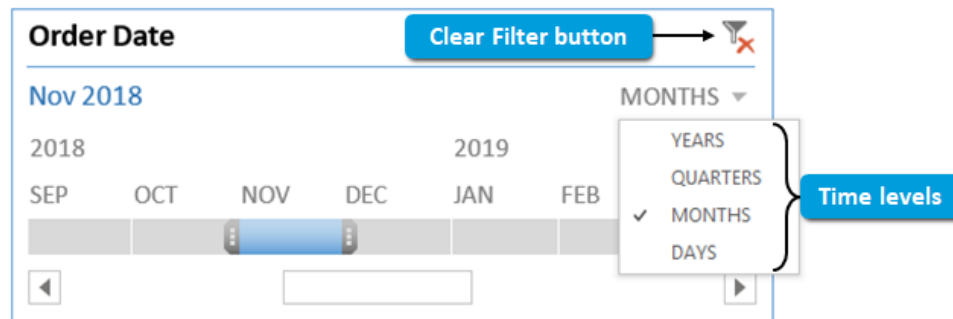 Order Date
Clear Filter button
Nov 2018
MONTHS
2018
2019
SEP OCT NOV DEC JAN FEB
YEARS
QUARTERS
MONTHS
DAYS
Time levels